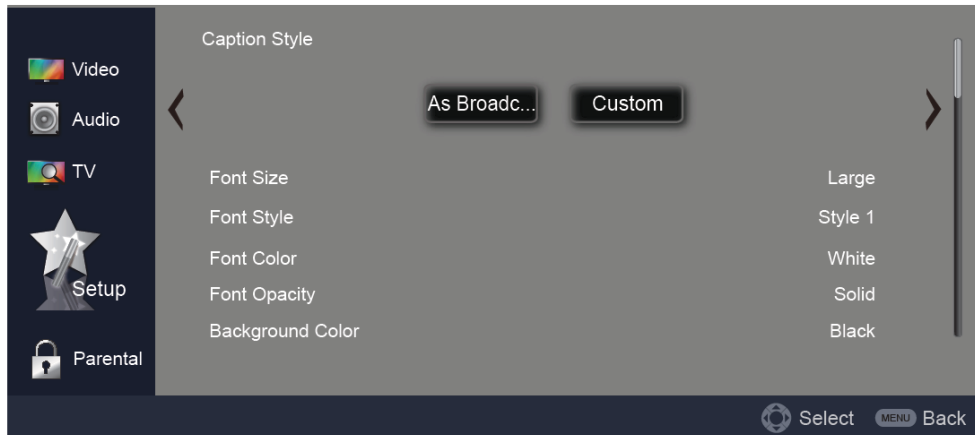 Caption Style
Video
As Broadc... Custom
Audio
TV
Font Size Large
Font Style Style 1
Font Color White
Setup
Font Opacity Solid
Background Color Black
Parental
Select MENU Back